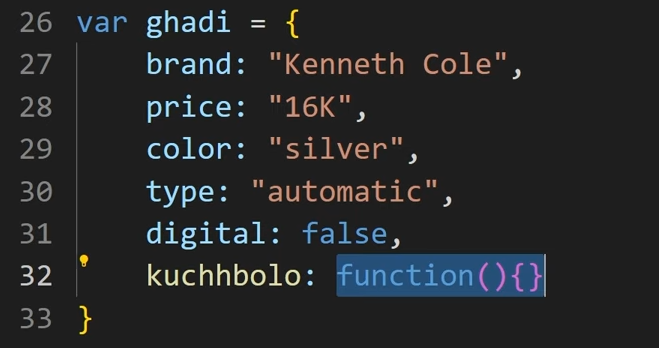 26 var ghadi = {
27     brand: "Kenneth Cole",
28     price: "16K",
29     color: "silver",
30     type: "automatic",
31     digital: false,
32     kuchhbolo: function(){}
33 }